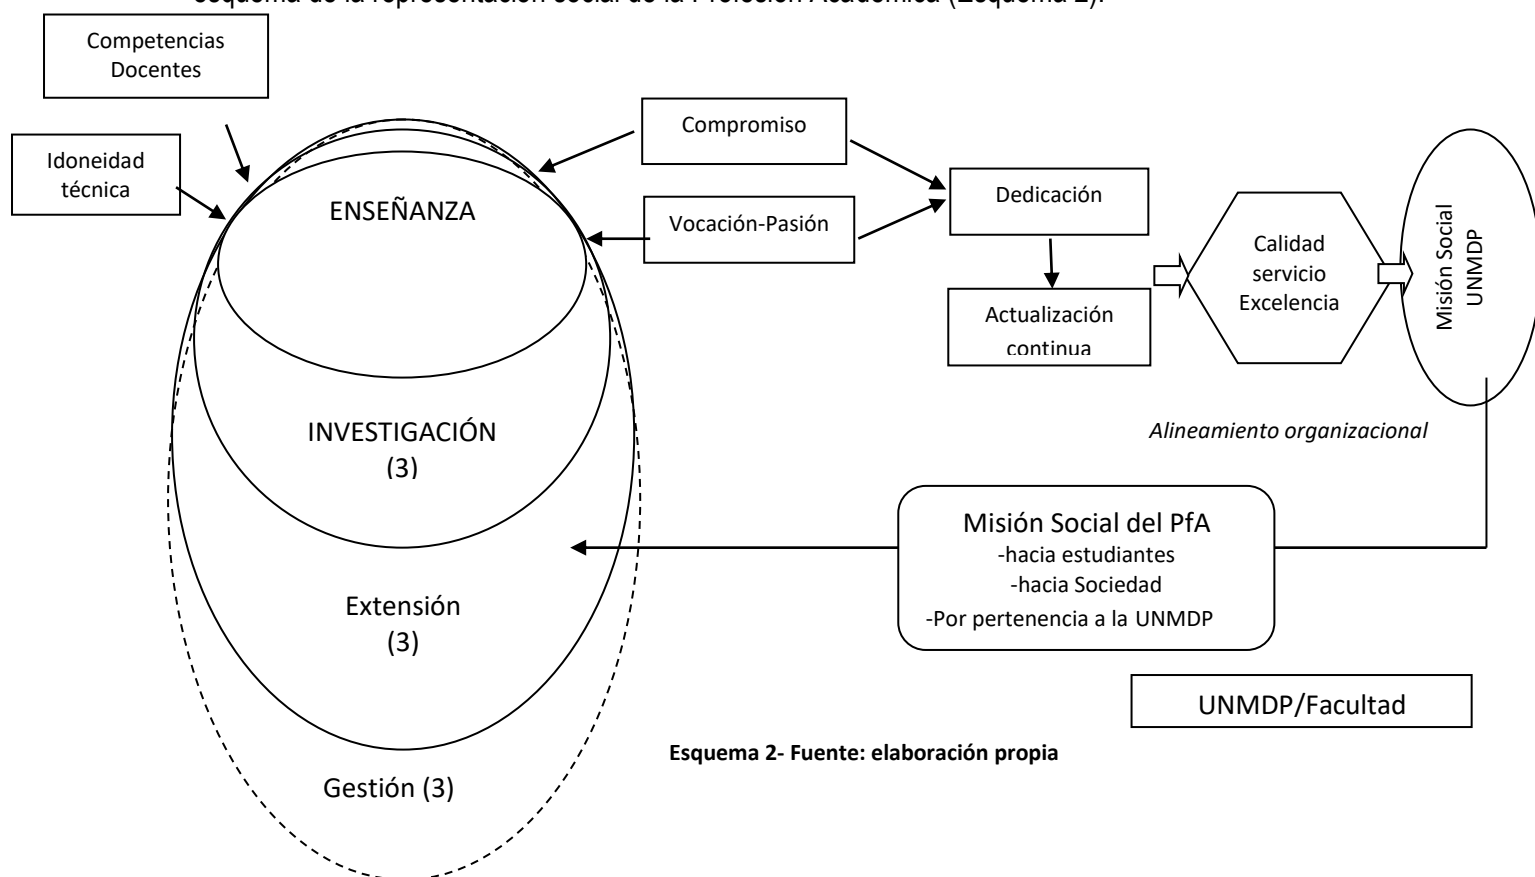 esquema de la representación social de la Profesión Académica (Esquema 2).
Competencias
Docentes
Idoneidad
técnica
ENSEÑANZA
INVESTIGACIÓN
(3)
Extensión
(3)
Gestión (3)
Compromiso
Vocación-Pasión
Dedicación
Actualización
continua
Calidad
servicio
Excelencia
Misión Social
UNMDP
Alineamiento organizacional
Misión Social del PfA
-hacia estudiantes
-hacia Sociedad
-Por pertenencia a la UNMDP
UNMDP/Facultad
Esquema 2- Fuente: elaboración propia